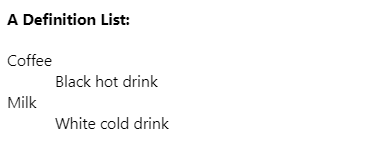 A Definition List:
Coffee
Black hot drink
Milk
White cold drink